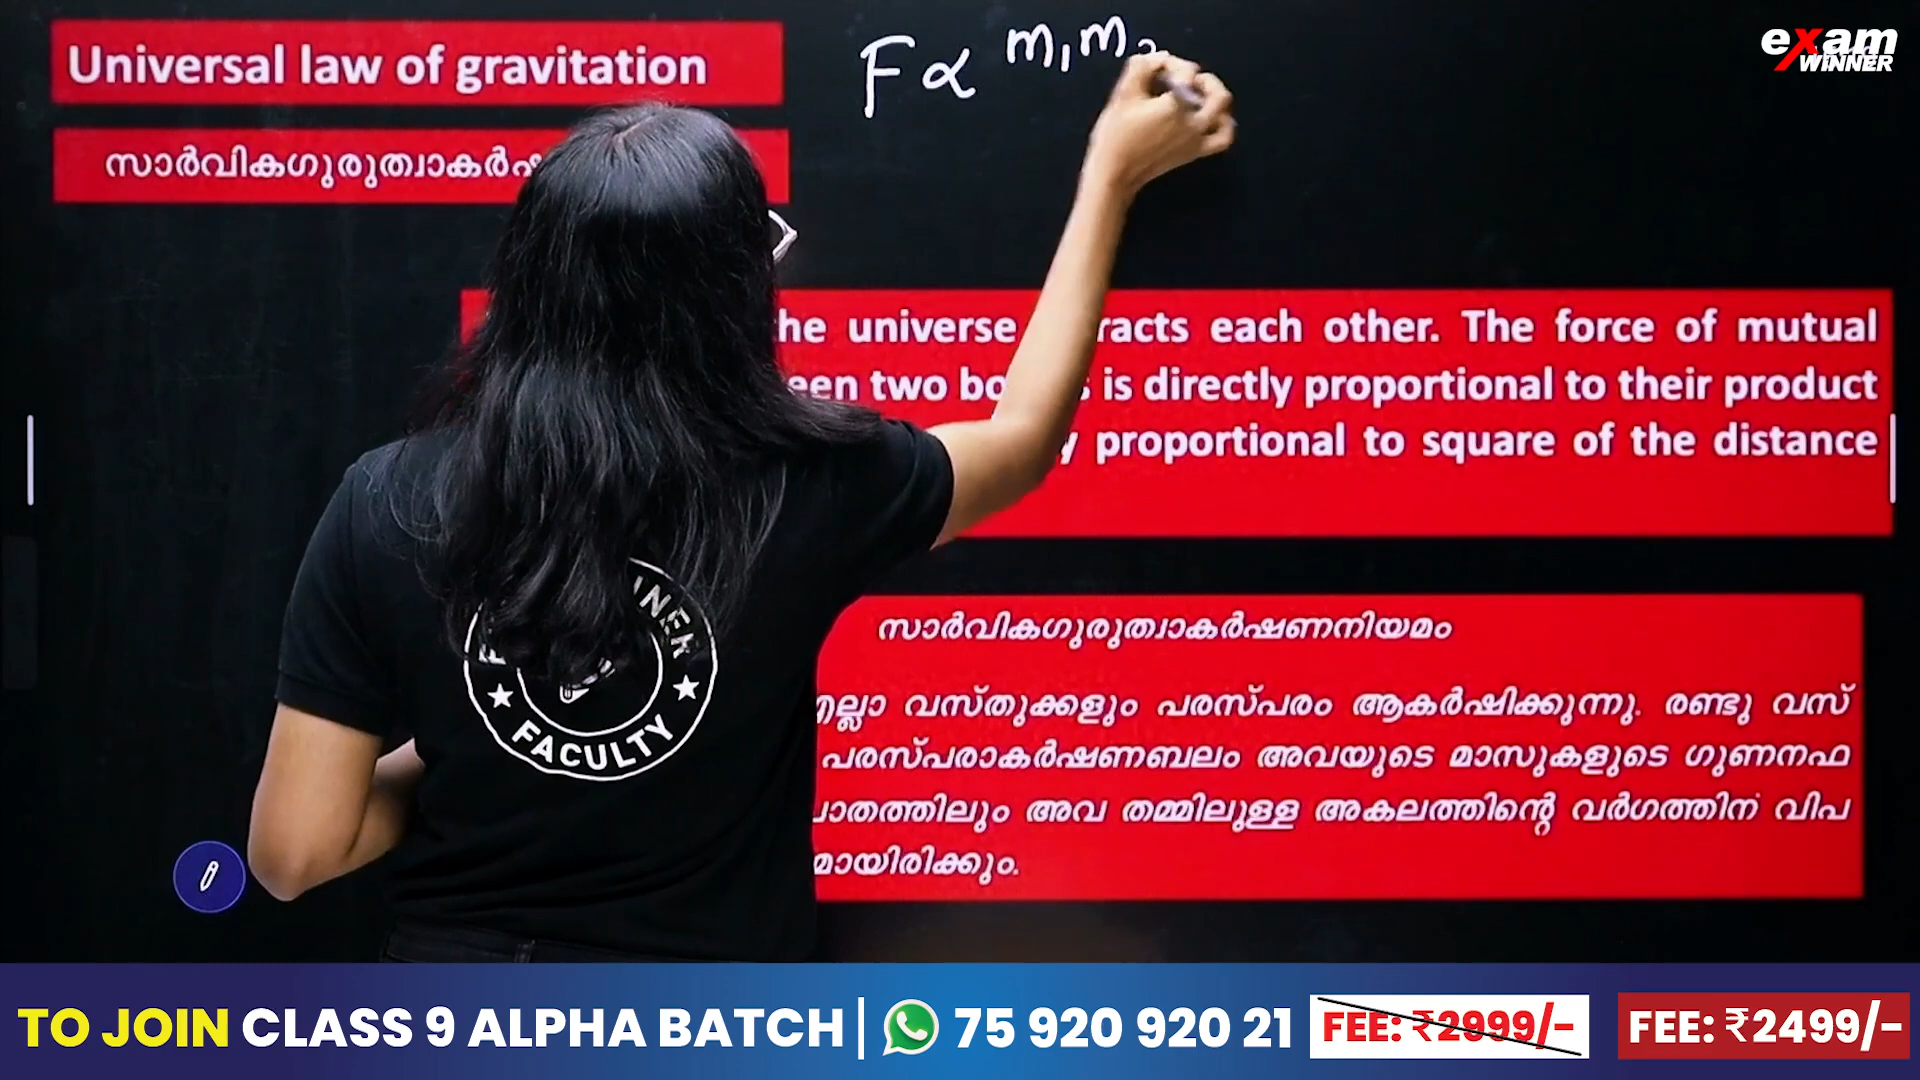 Universal law of gravitation
F ∝ m₁m₂
exam
WINNER
he universe racts each other. The force of mutual
een two bo s is directly proportional to their product
y proportional to square of the distance
സാർവികഗുരുത്വാകർഷണനിയമം
എല്ലാ വസ്തുക്കളും പരസ്പരം ആകർഷിക്കുന്നു. രണ്ടു വസ്
പരസ്പരാകർഷണബലം അവയുടെ മാസുകളുടെ ഗുണനഫ
പാതത്തിലും അവ തമ്മിലുള്ള അകലത്തിന്റെ വർഗത്തിന് വിപ
മായിരിക്കും.
FACULTY
TO JOIN CLASS 9 ALPHA BATCH | 75 920 920 21 FEE: ₹2999/- FEE: ₹2499/-